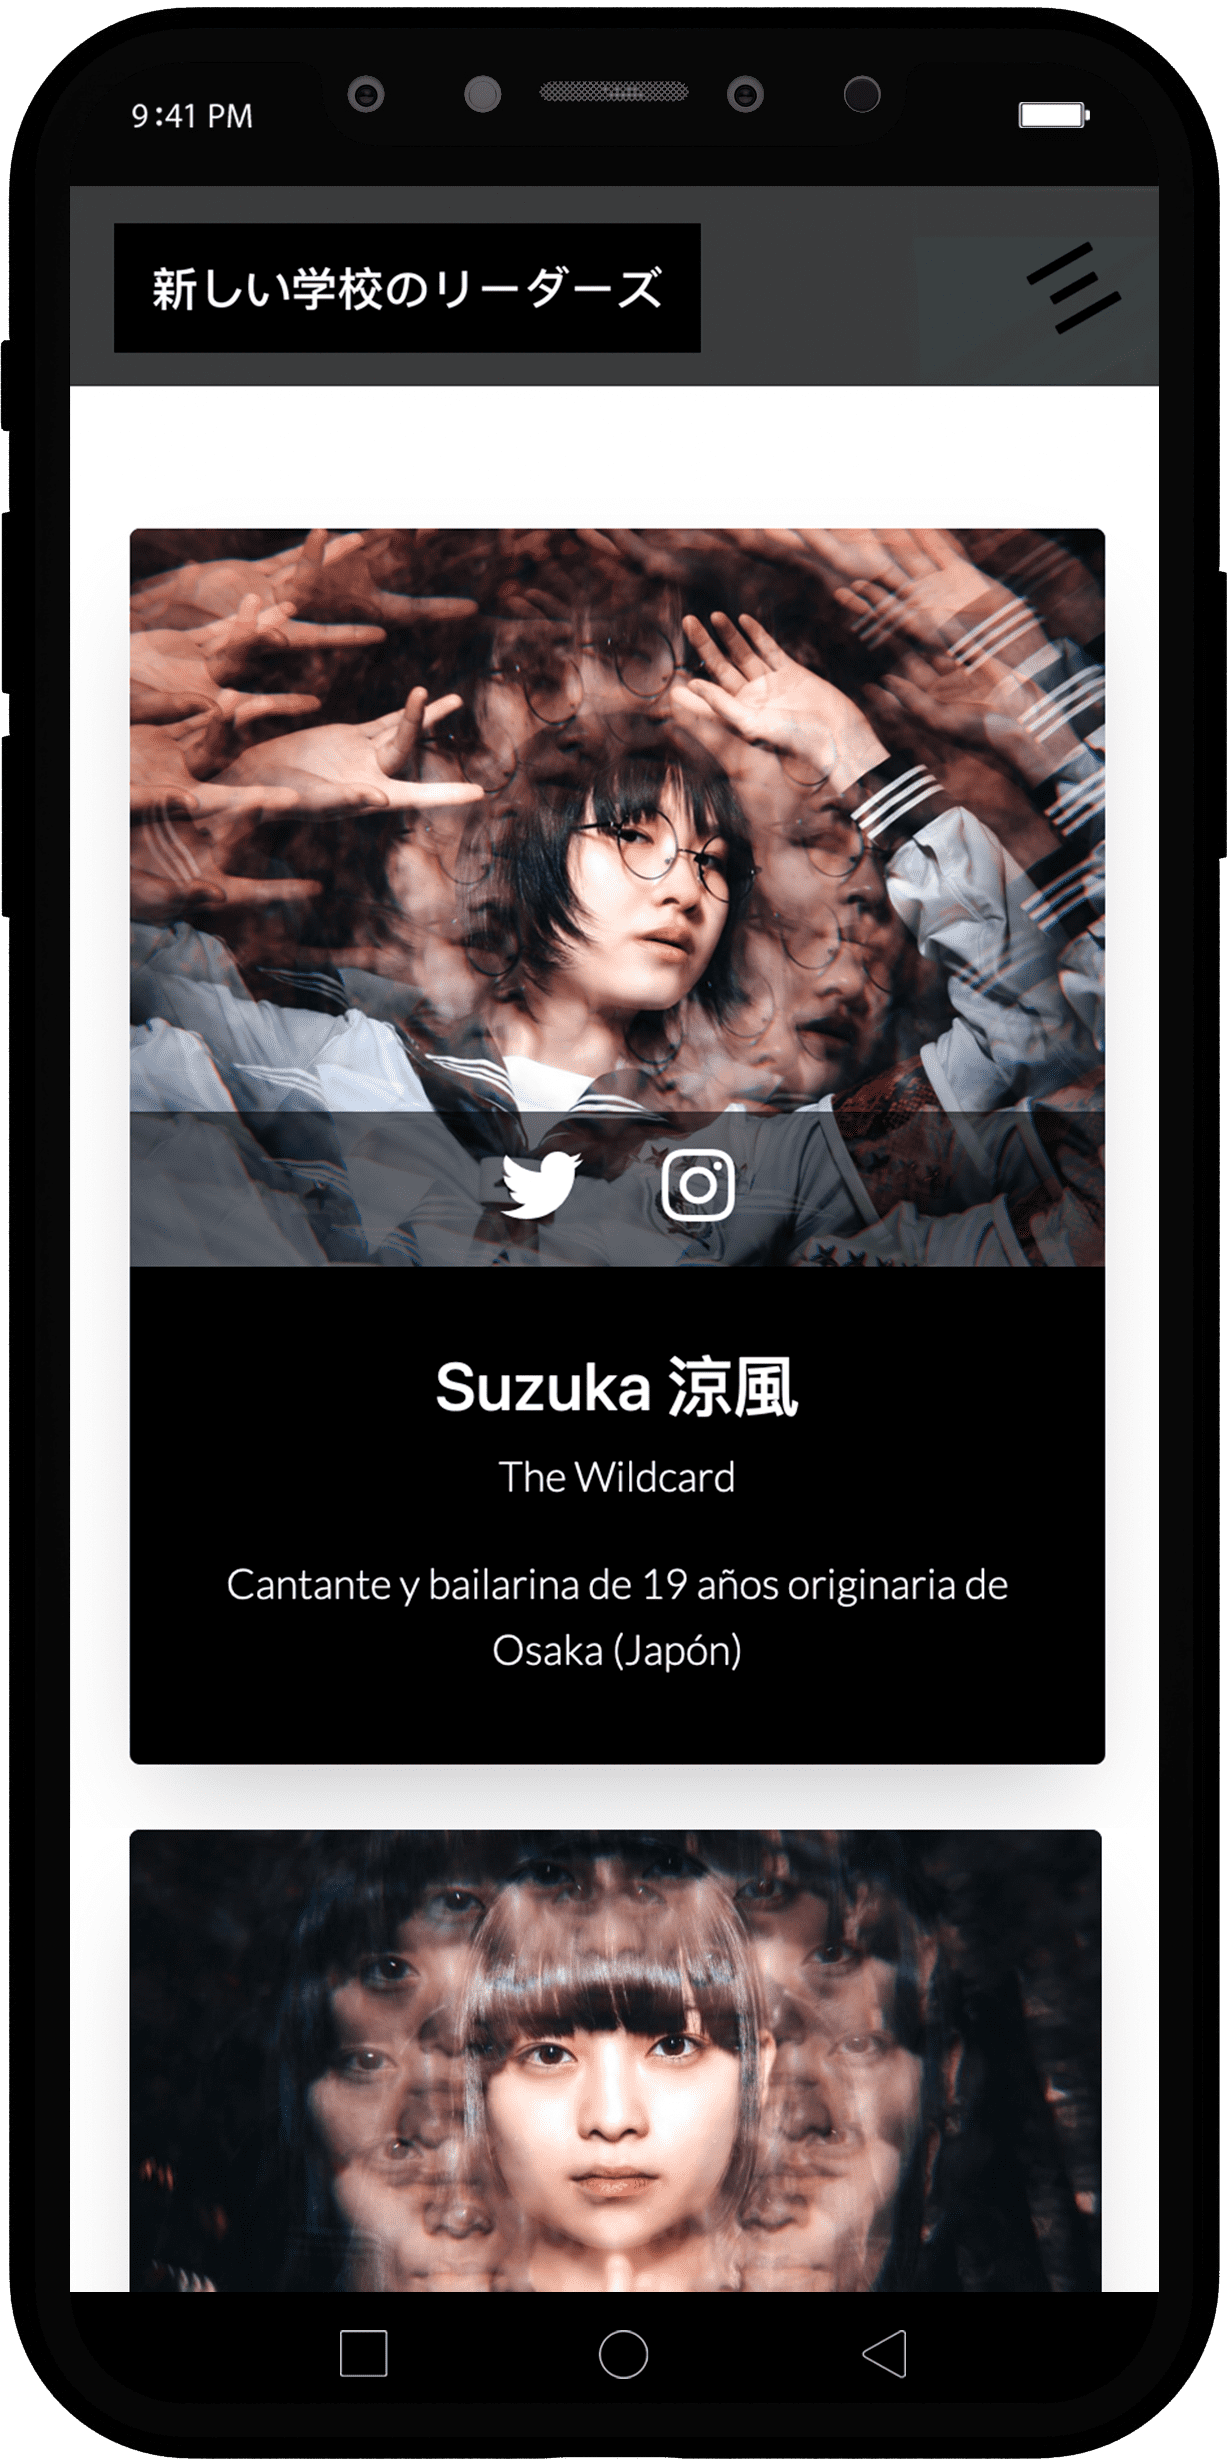 9:41 PM
新しい学校のリーダーズ
Suzuka 涼風
The Wildcard
Cantante y bailarina de 19 años originaria de
Osaka (Japón)